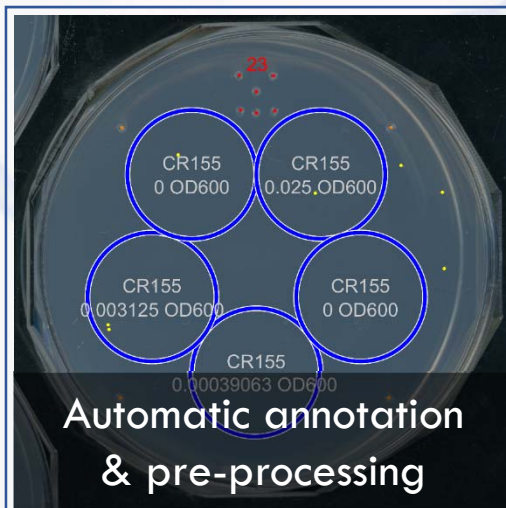 23
CR155
0 OD600
CR155
0.025 OD600
CR155
0.003125 OD600
CR155
0 OD600
CR155
0.00039063 OD600
Automatic annotation
& pre-processing